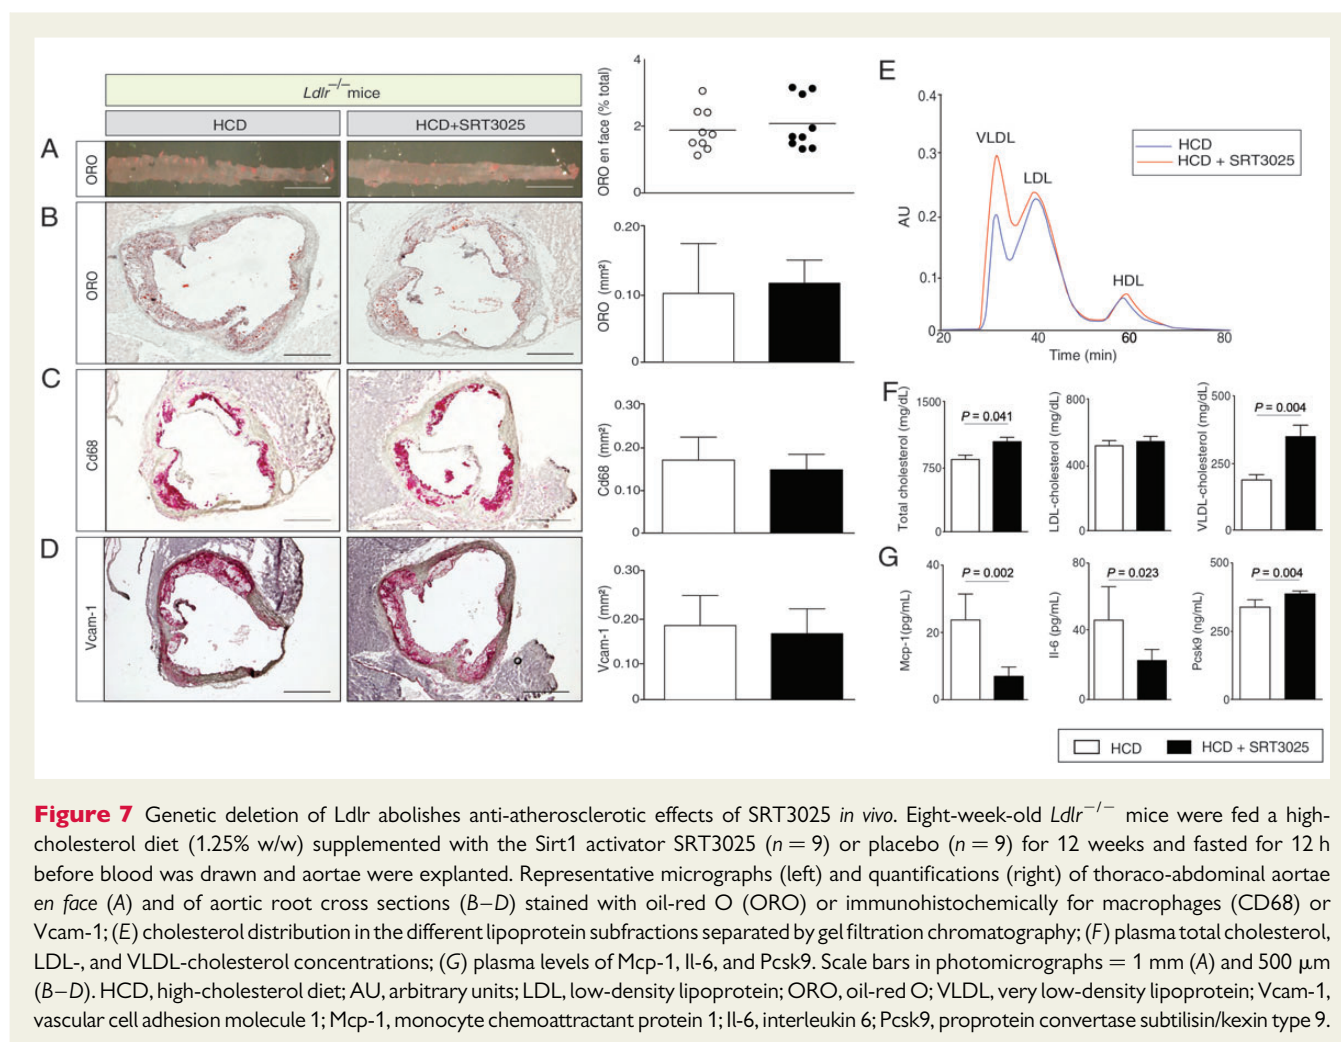 Ldlr−/−mice
HCD
HCD+SRT3025
A
ORO
B
ORO
C
Cd68
D
Vcam-1
ORO en face (% total)
4
2
0
ORO (mm²)
0.20
0.10
0
Cd68 (mm²)
0.30
0.20
0.10
0
Vcam-1 (mm²)
0.30
0.20
0.10
0
E
AU
0.4
0.3
0.2
0.1
0
VLDL
LDL
HDL
HCD
HCD + SRT3025
20
40
60
80
Time (min)
F
Total cholesterol (mg/dL)
1500
750
0
P = 0.041
LDL-cholesterol (mg/dL)
800
400
0
VLDL-cholesterol (mg/dL)
500
250
0
P = 0.004
G
Mcp-1(pg/mL)
40
20
0
P = 0.002
Il-6 (pg/mL)
80
40
0
P = 0.023
Pcsk9 (ng/mL)
500
250
0
P = 0.004
HCD
HCD + SRT3025
Figure 7 Genetic deletion of Ldlr abolishes anti-atherosclerotic effects of SRT3025 in vivo. Eight-week-old Ldlr−/− mice were fed a high-
cholesterol diet (1.25% w/w) supplemented with the Sirt1 activator SRT3025 (n = 9) or placebo (n = 9) for 12 weeks and fasted for 12 h
before blood was drawn and aortae were explanted. Representative micrographs (left) and quantifications (right) of thoraco-abdominal aortae
en face (A) and of aortic root cross sections (B–D) stained with oil-red O (ORO) or immunohistochemically for macrophages (CD68) or
Vcam-1; (E) cholesterol distribution in the different lipoprotein subfractions separated by gel filtration chromatography; (F) plasma total cholesterol,
LDL-, and VLDL-cholesterol concentrations; (G) plasma levels of Mcp-1, Il-6, and Pcsk9. Scale bars in photomicrographs = 1 mm (A) and 500 μm
(B–D). HCD, high-cholesterol diet; AU, arbitrary units; LDL, low-density lipoprotein; ORO, oil-red O; VLDL, very low-density lipoprotein; Vcam-1,
vascular cell adhesion molecule 1; Mcp-1, monocyte chemoattractant protein 1; Il-6, interleukin 6; Pcsk9, proprotein convertase subtilisin/kexin type 9.